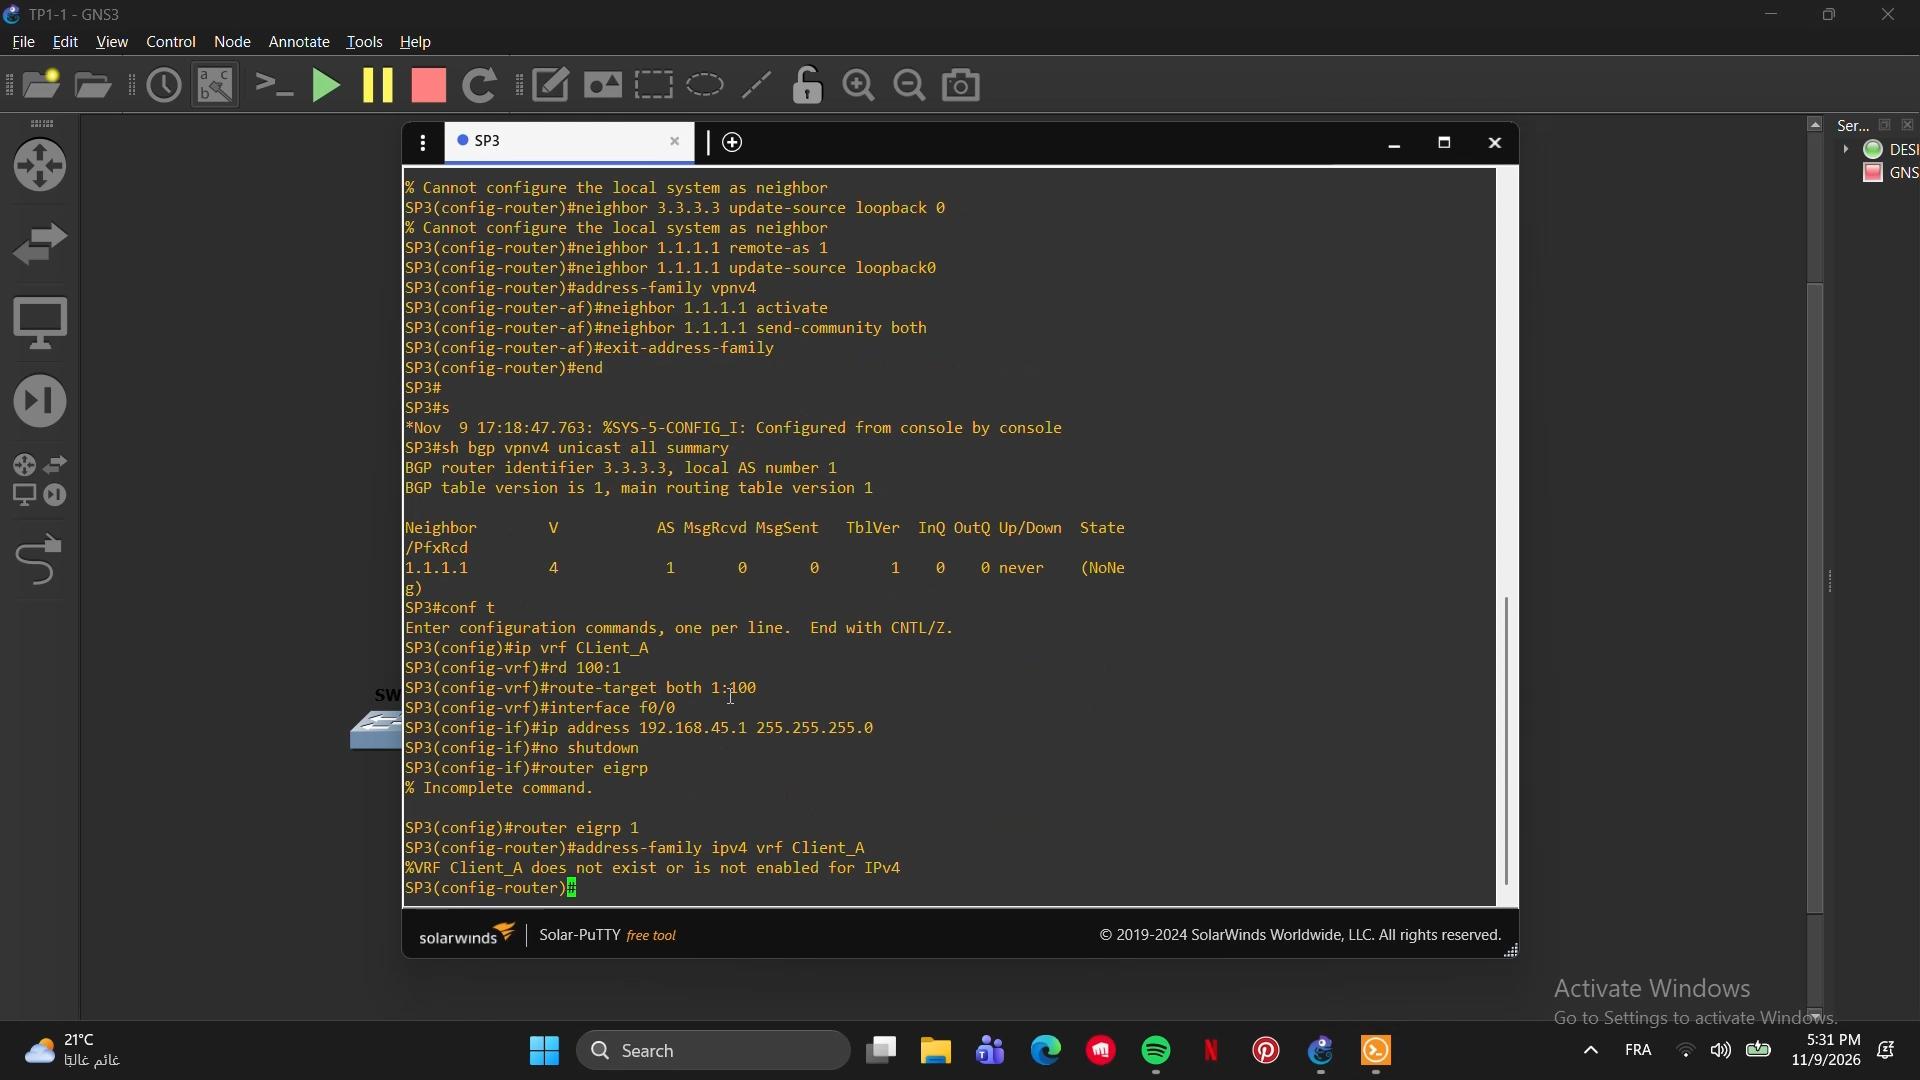 TP1-1 - GNS3
File Edit View Control Node Annotate Tools Help
Ser...
DESI
GNS
SP3
% Cannot configure the local system as neighbor
SP3(config-router)#neighbor 3.3.3.3 update-source loopback 0
% Cannot configure the local system as neighbor
SP3(config-router)#neighbor 1.1.1.1 remote-as 1
SP3(config-router)#neighbor 1.1.1.1 update-source loopback0
SP3(config-router)#address-family vpnv4
SP3(config-router-af)#neighbor 1.1.1.1 activate
SP3(config-router-af)#neighbor 1.1.1.1 send-community both
SP3(config-router-af)#exit-address-family
SP3(config-router)#end
SP3#
SP3#s
*Nov  9 17:18:47.763: %SYS-5-CONFIG_I: Configured from console by console
SP3#sh bgp vpnv4 unicast all summary
BGP router identifier 3.3.3.3, local AS number 1
BGP table version is 1, main routing table version 1
Neighbor V AS MsgRcvd MsgSent TblVer InQ OutQ Up/Down State
/PfxRcd
1.1.1.1 4 1 0 0 1 0 0 never (NoNe
g)
SP3#conf t
Enter configuration commands, one per line.  End with CNTL/Z.
SP3(config)#ip vrf CLient_A
SP3(config-vrf)#rd 100:1
SP3(config-vrf)#route-target both 1:100
SP3(config-vrf)#interface f0/0
SP3(config-if)#ip address 192.168.45.1 255.255.255.0
SP3(config-if)#no shutdown
SP3(config-if)#router eigrp
% Incomplete command.
SP3(config)#router eigrp 1
SP3(config-router)#address-family ipv4 vrf Client_A
%VRF Client_A does not exist or is not enabled for IPv4
SP3(config-router)#
SW
solarwinds Solar-PuTTY free tool © 2019-2024 SolarWinds Worldwide, LLC. All rights reserved.
Activate Windows
Go to Settings to activate Windows.
21°C
غائم غالبًا
Search
FRA
5:31 PM
11/9/2026